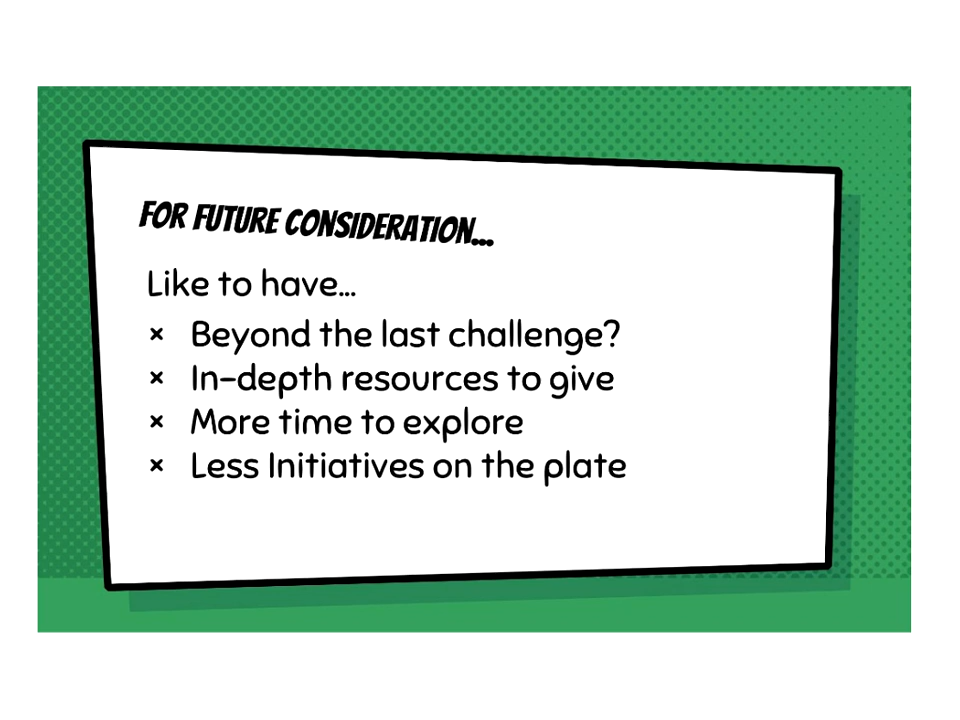 FOR FUTURE CONSIDERATION...
Like to have...
× Beyond the last challenge?
× In-depth resources to give
× More time to explore
× Less Initiatives on the plate